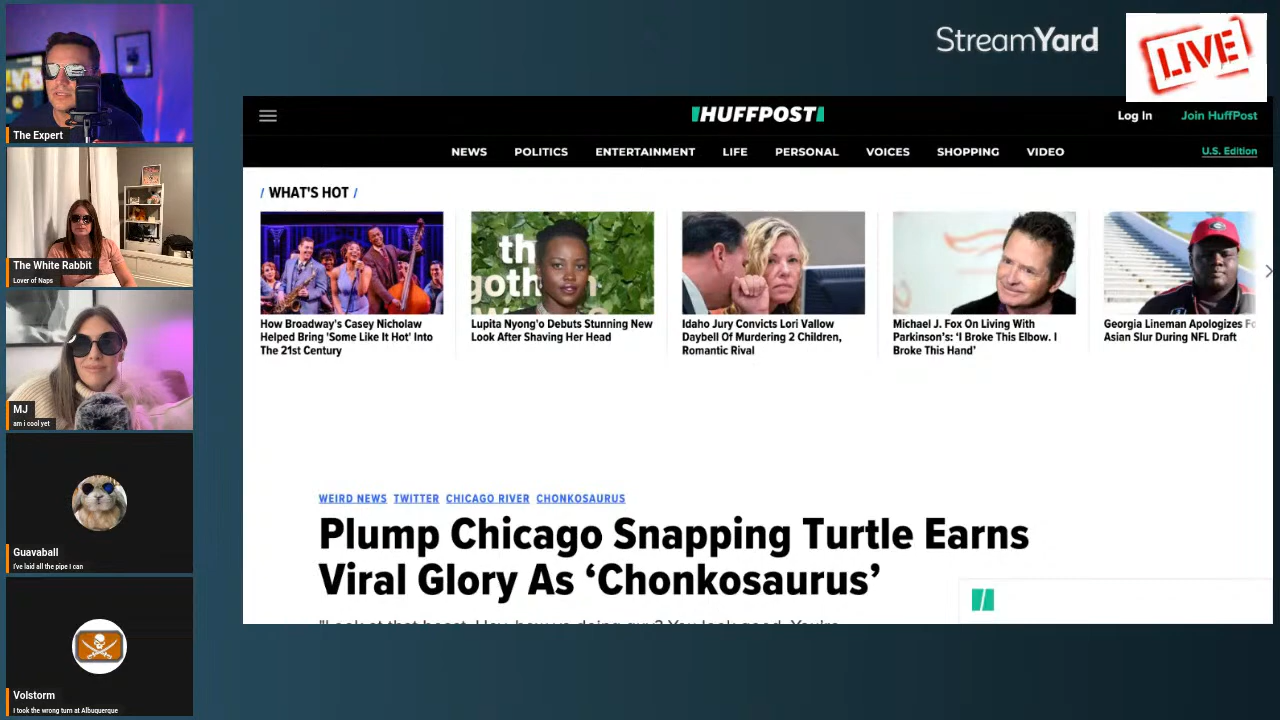 The Expert
The White Rabbit
Lover of Naps
MJ
am i cool yet
Guavaball
I've laid all the pipe I can
Volstorm
I took the wrong turn at Albuquerque
StreamYard
LIVE
HUFFPOST
Log In
Join HuffPost
NEWS POLITICS ENTERTAINMENT LIFE PERSONAL VOICES SHOPPING VIDEO
U.S. Edition
/ WHAT'S HOT /
How Broadway's Casey Nicholaw
Helped Bring 'Some Like It Hot' Into
The 21st Century
the
goth
Lupita Nyong'o Debuts Stunning New
Look After Shaving Her Head
Idaho Jury Convicts Lori Vallow
Daybell Of Murdering 2 Children,
Romantic Rival
Michael J. Fox On Living With
Parkinson's: 'I Broke This Elbow. I
Broke This Hand'
Georgia Lineman Apologizes Fo
Asian Slur During NFL Draft
WEIRD NEWS TWITTER CHICAGO RIVER CHONKOSAURUS
Plump Chicago Snapping Turtle Earns
Viral Glory As ‘Chonkosaurus’